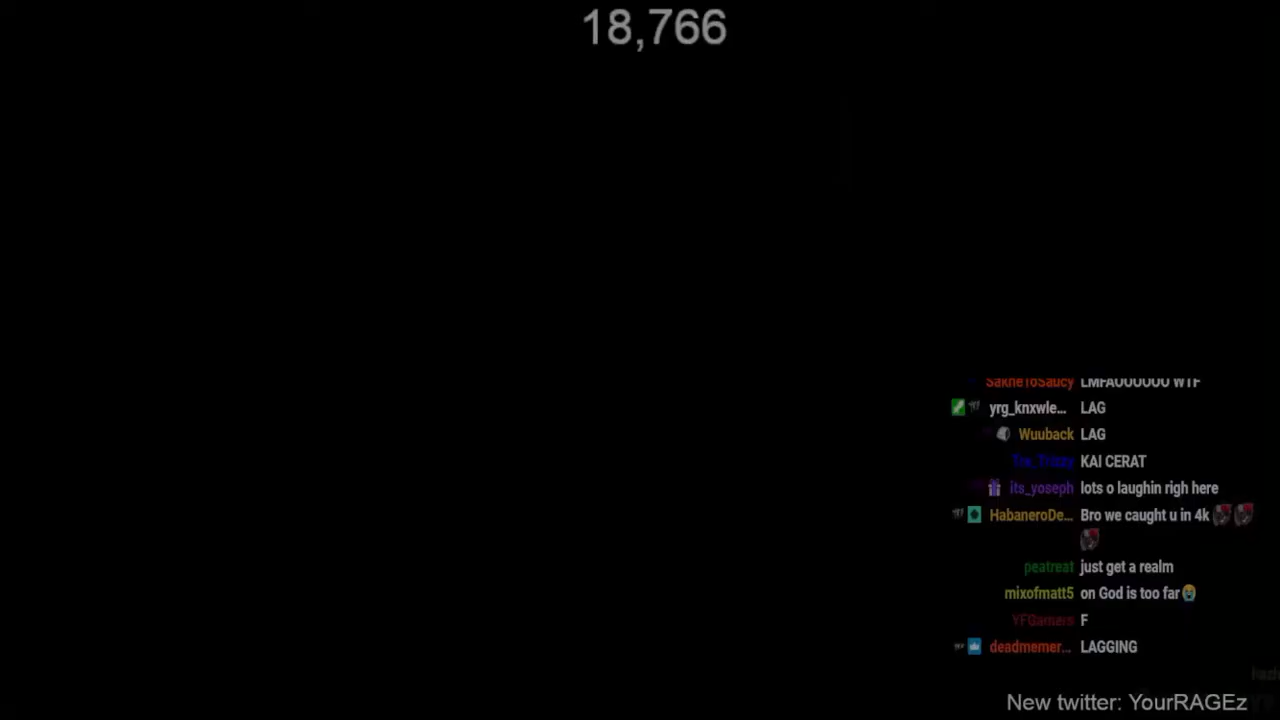 18,766
SakneToSaucy LMFAOOOOOO WTF
yrg_knxwle... LAG
Wuuback LAG
KAI CERAT
its_yoseph lots o laughin righ here
HabaneroDe... Bro we caught u in 4k
peatreat just get a realm
mixofmatt5 on God is too far😭
YFGamers F
deadmemer... LAGGING
New twitter: YourRAGEz